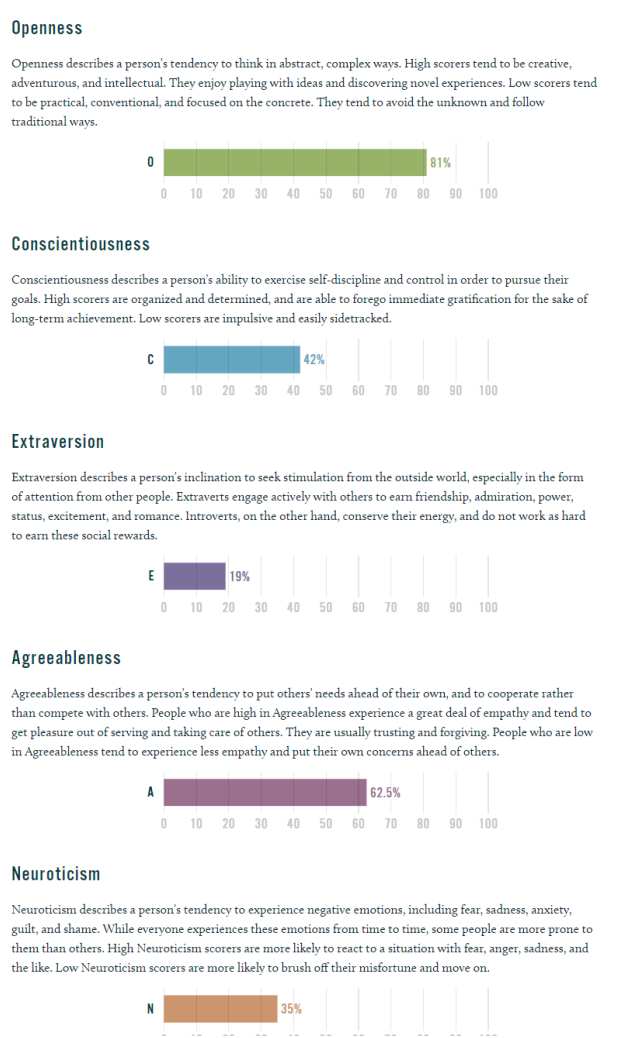 Openness
Openness describes a person's tendency to think in abstract, complex ways. High scorers tend to be creative,
adventurous, and intellectual. They enjoy playing with ideas and discovering novel experiences. Low scorers tend
to be practical, conventional, and focused on the concrete. They tend to avoid the unknown and follow
traditional ways.
O 81%
0 10 20 30 40 50 60 70 80 90 100
Conscientiousness
Conscientiousness describes a person's ability to exercise self-discipline and control in order to pursue their
goals. High scorers are organized and determined, and are able to forego immediate gratification for the sake of
long-term achievement. Low scorers are impulsive and easily sidetracked.
C 42%
0 10 20 30 40 50 60 70 80 90 100
Extraversion
Extraversion describes a person's inclination to seek stimulation from the outside world, especially in the form
of attention from other people. Extraverts engage actively with others to earn friendship, admiration, power,
status, excitement, and romance. Introverts, on the other hand, conserve their energy, and do not work as hard
to earn these social rewards.
E 19%
0 10 20 30 40 50 60 70 80 90 100
Agreeableness
Agreeableness describes a person's tendency to put others' needs ahead of their own, and to cooperate rather
than compete with others. People who are high in Agreeableness experience a great deal of empathy and tend to
get pleasure out of serving and taking care of others. They are usually trusting and forgiving. People who are low
in Agreeableness tend to experience less empathy and put their own concerns ahead of others.
A 62.5%
0 10 20 30 40 50 60 70 80 90 100
Neuroticism
Neuroticism describes a person's tendency to experience negative emotions, including fear, sadness, anxiety,
guilt, and shame. While everyone experiences these emotions from time to time, some people are more prone to
them than others. High Neuroticism scorers are more likely to react to a situation with fear, anger, sadness, and
the like. Low Neuroticism scorers are more likely to brush off their misfortune and move on.
N 35%